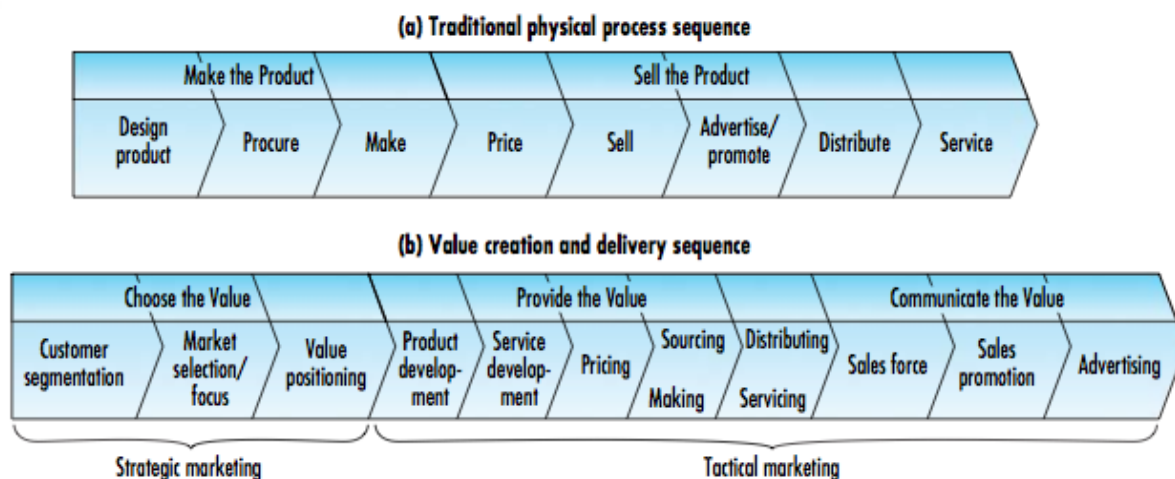 (a) Traditional physical process sequence
Make the Product
Sell the Product
Design
product
Procure
Make
Price
Sell
Advertise/
promote
Distribute
Service
(b) Value creation and delivery sequence
Choose the Value
Provide the Value
Communicate the Value
Customer
segmentation
Market
selection/
focus
Value
positioning
Product
develop-
ment
Service
develop-
ment
Pricing
Sourcing
Making
Distributing
Servicing
Sales force
Sales
promotion
Advertising
Strategic marketing
Tactical marketing